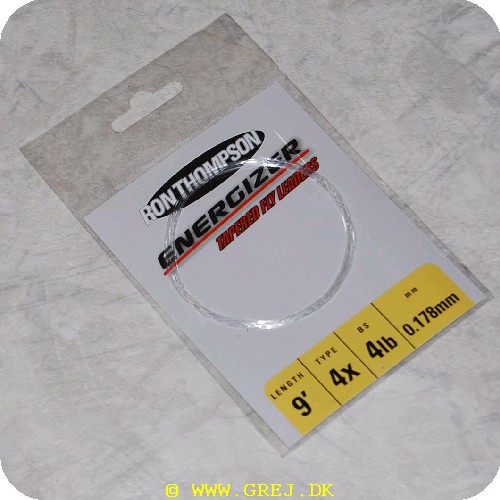 RON THOMPSON
ENERGIZER
TAPERED FLY LEADERS
LENGTH TYPE BS mm
9' 4x 4lb 0.178mm
© WWW.GREJ.DK